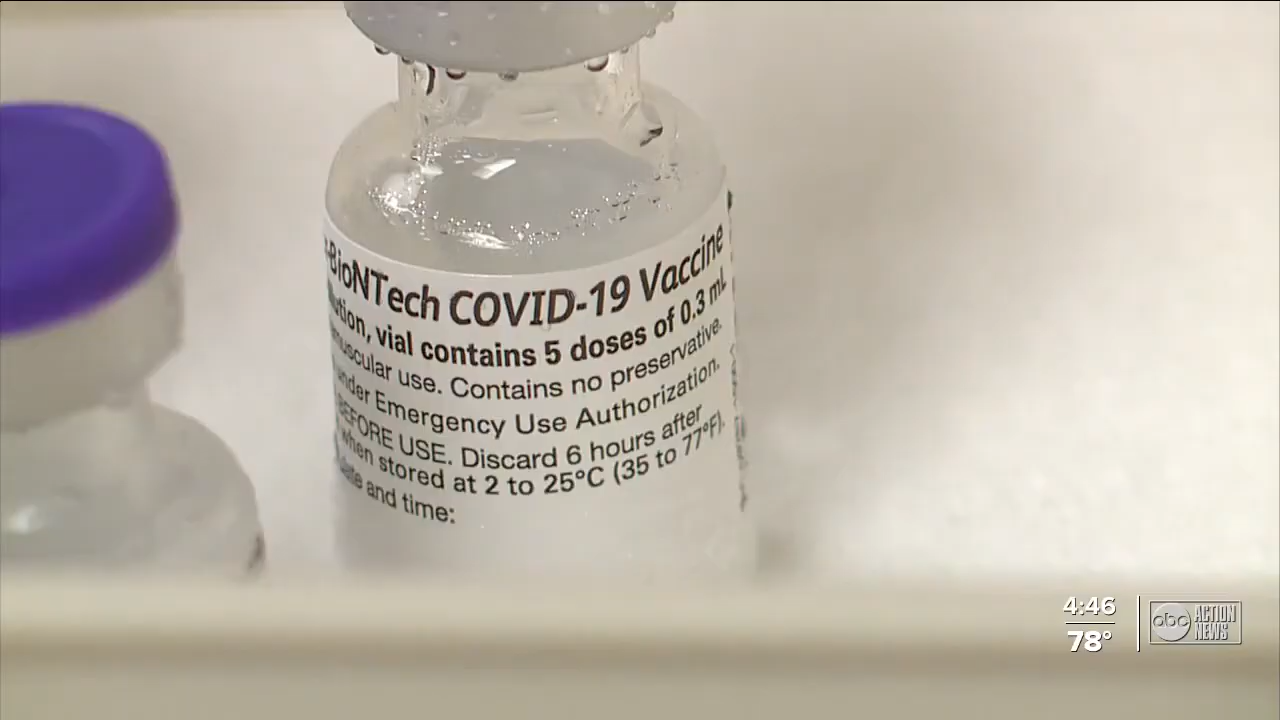 BioNTech COVID-19 Vaccine
vial contains 5 doses of 0.3 mL
use. Contains no preservative.
Emergency Use Authorization.
BEFORE USE. Discard 6 hours after
when stored at 2 to 25°C (35 to 77°F).
and time:
4:46
78°
abc ACTION
NEWS